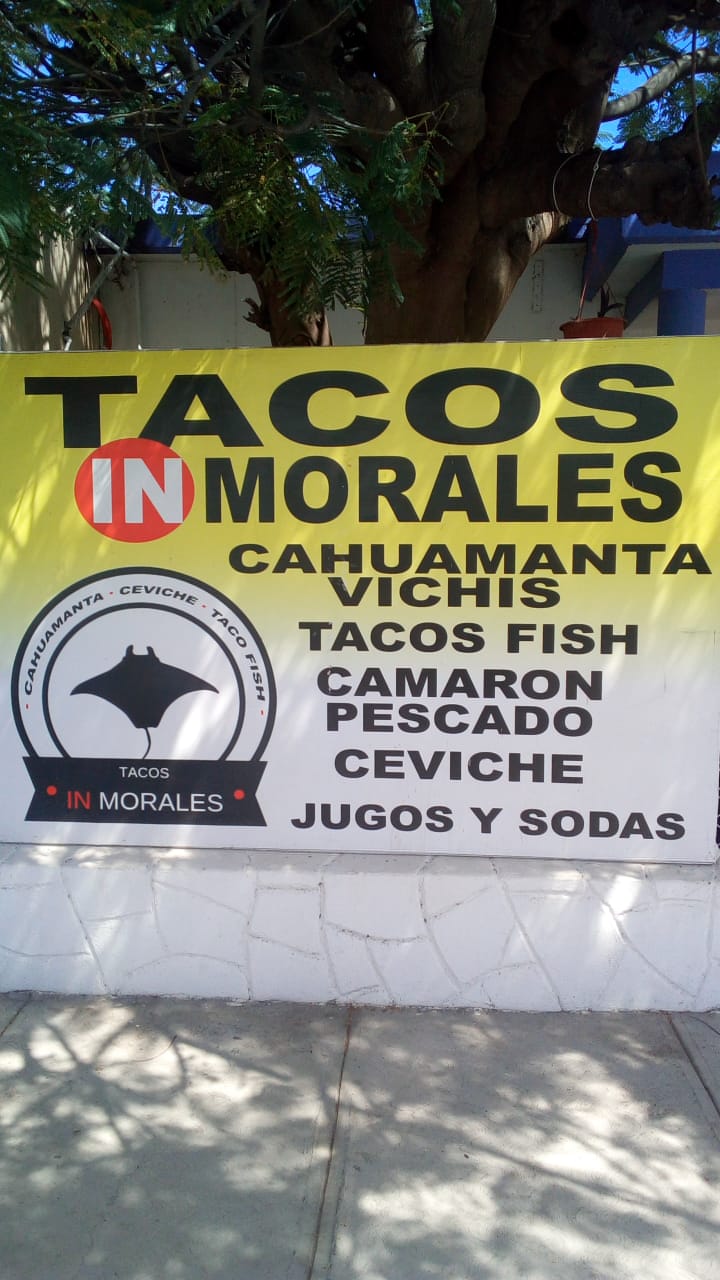 TACOS
IN MORALES
CAHUAMANTA
VICHIS
TACOS FISH
CAMARON
PESCADO
CEVICHE
JUGOS Y SODAS
· CAHUAMANTA · CEVICHE · TACO FISH ·
TACOS
• IN MORALES •